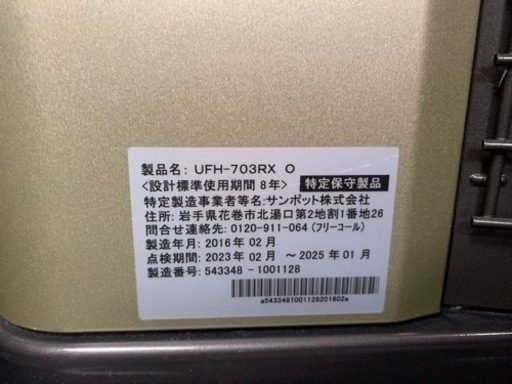 製品名: UFH-703RX O
<設計標準使用期間 8年> 特定保守製品
特定製造事業者等名: サンポット株式会社
住所: 岩手県花巻市北湯口第2地割1番地26
問合せ連絡先: 0120-911-064 (フリーコール)
製造年月: 2016 年 02 月
点検期間: 2023 年 02 月 ～ 2025 年 01 月
製造番号: 543348 - 1001128
a5433481001128201602a